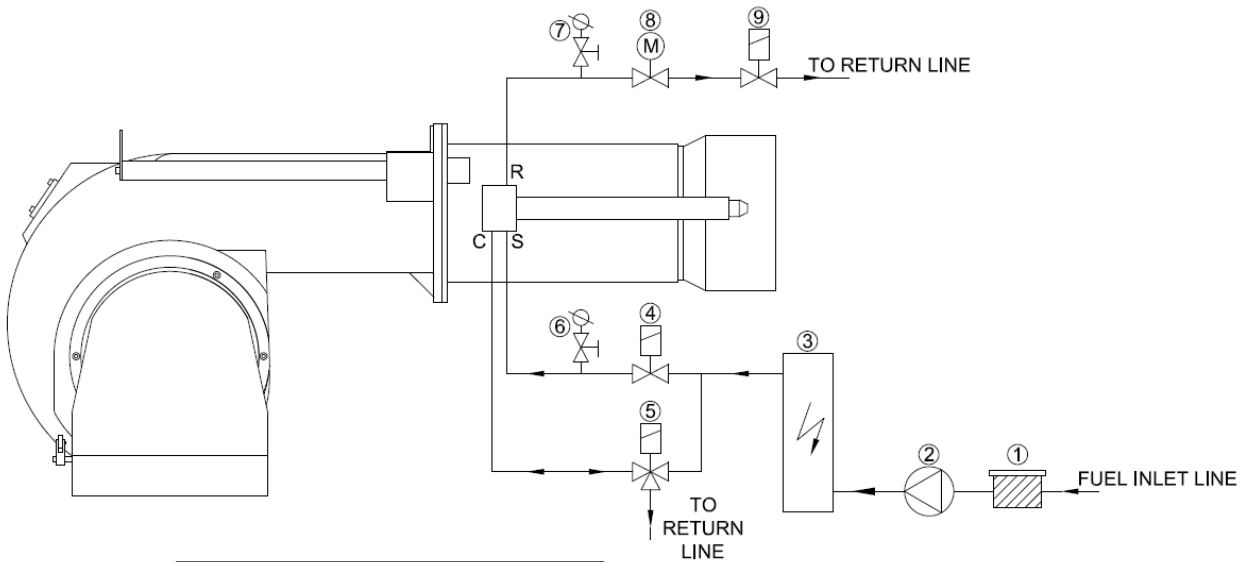 ⑦
⑧
⑨
M
TO RETURN LINE
R
C
S
⑥
④
③
⑤
②
①
FUEL INLET LINE
TO
RETURN
LINE